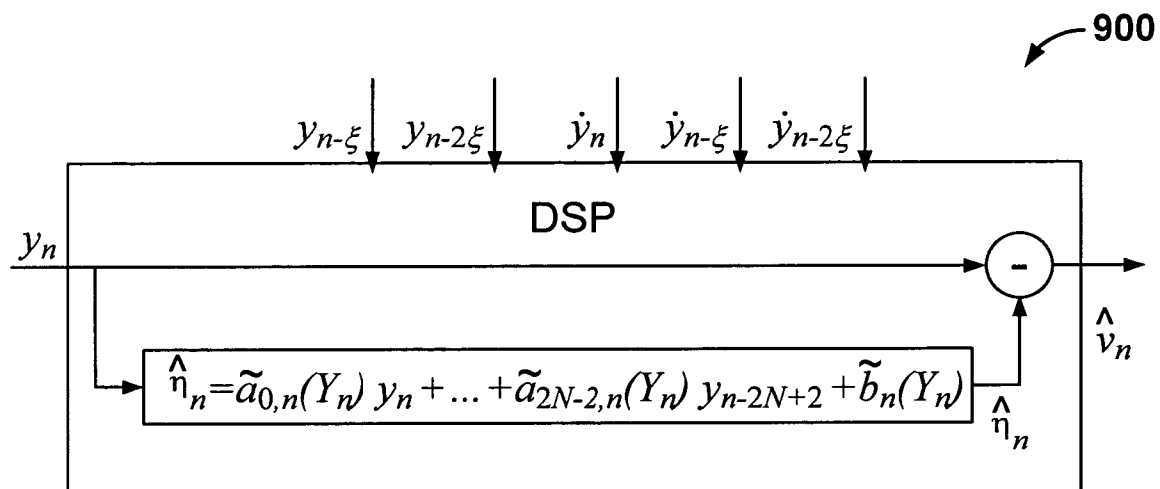 900
y_{n-ξ} y_{n-2ξ} ẏ_n ẏ_{n-ξ} ẏ_{n-2ξ}
DSP
y_n
-
v̂_n
η̂_n=ã_{0,n}(Y_n) y_n+...+ã_{2N-2,n}(Y_n) y_{n-2N+2}+b̃_n(Y_n)
η̂_n